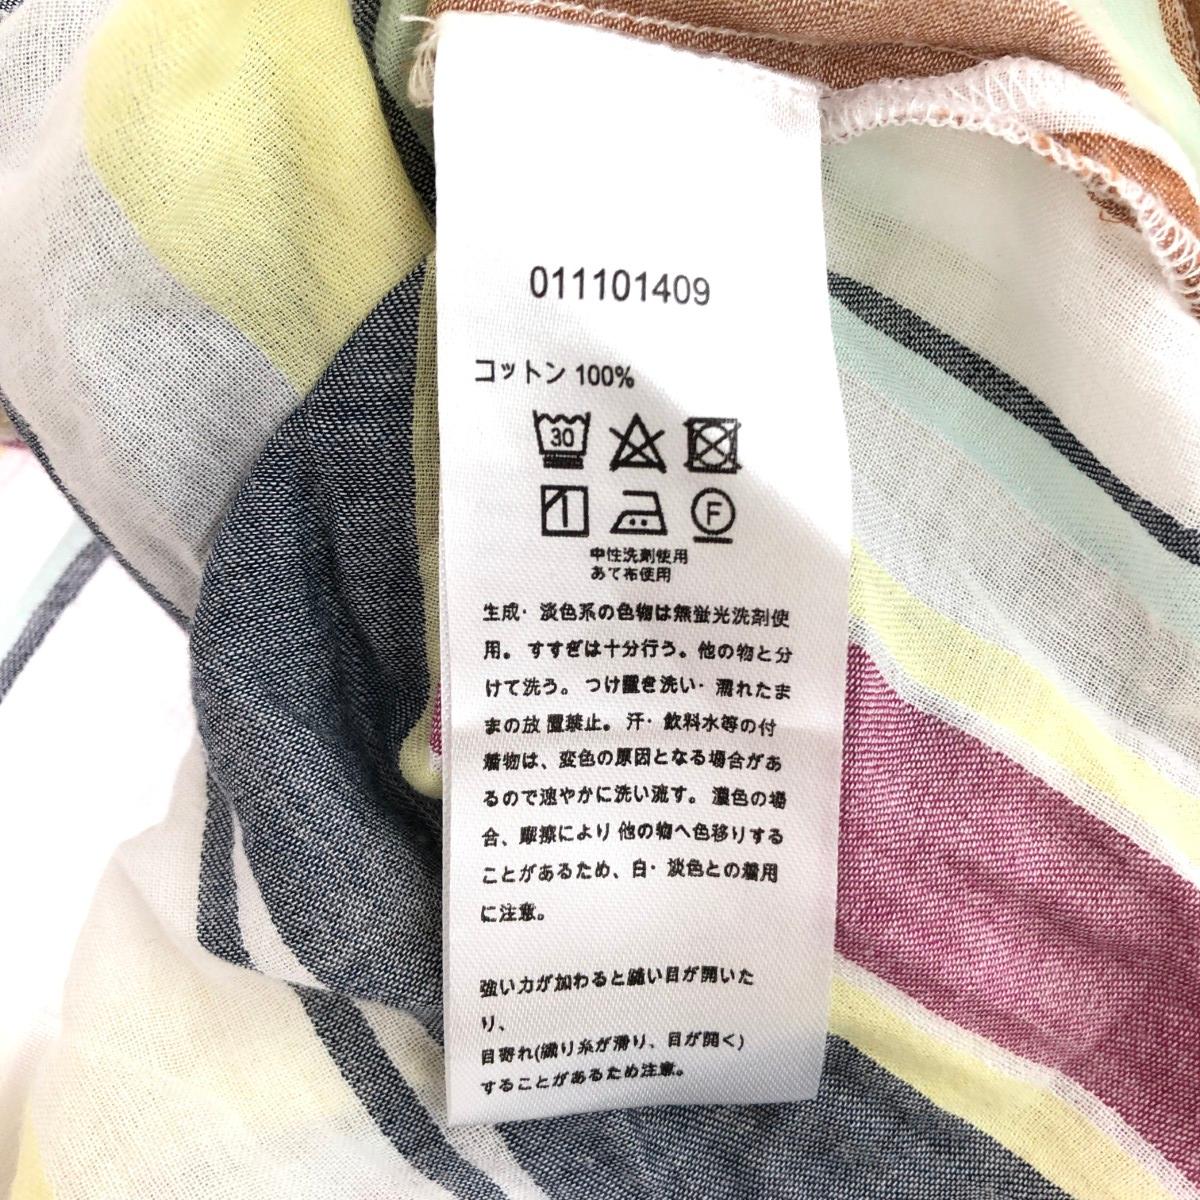 011101409
コットン 100%
30
F
中性洗剤使用
あて布使用
生成・淡色系の色物は無蛍光洗剤使
用。すすぎは十分行う。他の物と分
けて洗う。つけ置き洗い・濡れたま
まの放 置禁止。汗・飲料水等の付
着物は、変色の原因となる場合があ
るので速やかに洗い流す。濃色の場
合、摩擦により 他の物へ色移りする
ことがあるため、白・淡色との着用
に注意。
強い力が加わると縫い目が開いた
り、
目寄れ(織り糸が滑り、目が開く)
することがあるため注意。